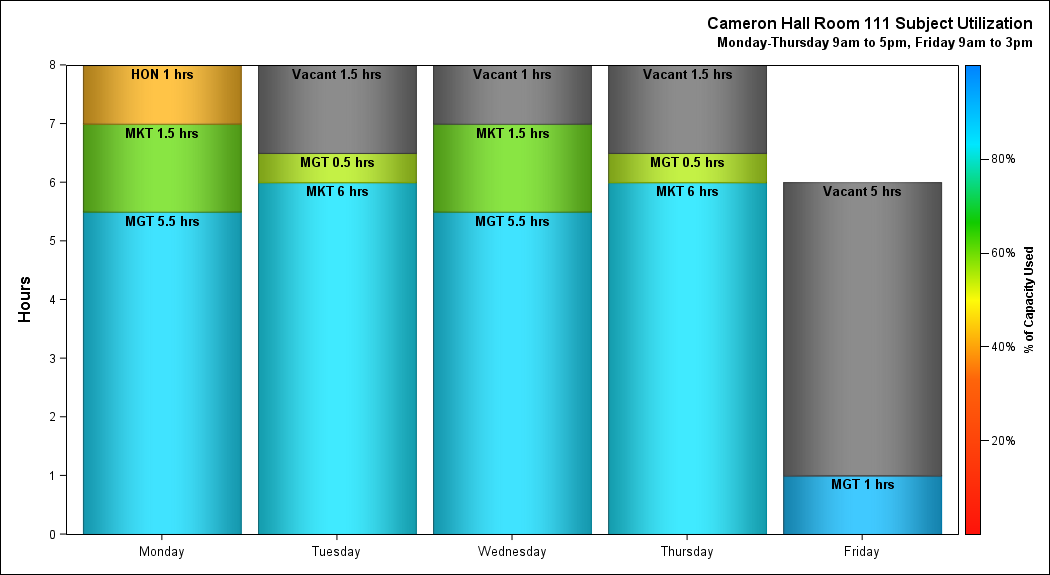 Cameron Hall Room 111 Subject Utilization
Monday-Thursday 9am to 5pm, Friday 9am to 3pm
Hours
8
7
6
5
4
3
2
1
0
HON 1 hrs
MKT 1.5 hrs
MGT 5.5 hrs
Vacant 1.5 hrs
MGT 0.5 hrs
MKT 6 hrs
Vacant 1 hrs
MKT 1.5 hrs
MGT 5.5 hrs
Vacant 1.5 hrs
MGT 0.5 hrs
MKT 6 hrs
Vacant 5 hrs
MGT 1 hrs
Monday
Tuesday
Wednesday
Thursday
Friday
80%
60%
40%
20%
% of Capacity Used